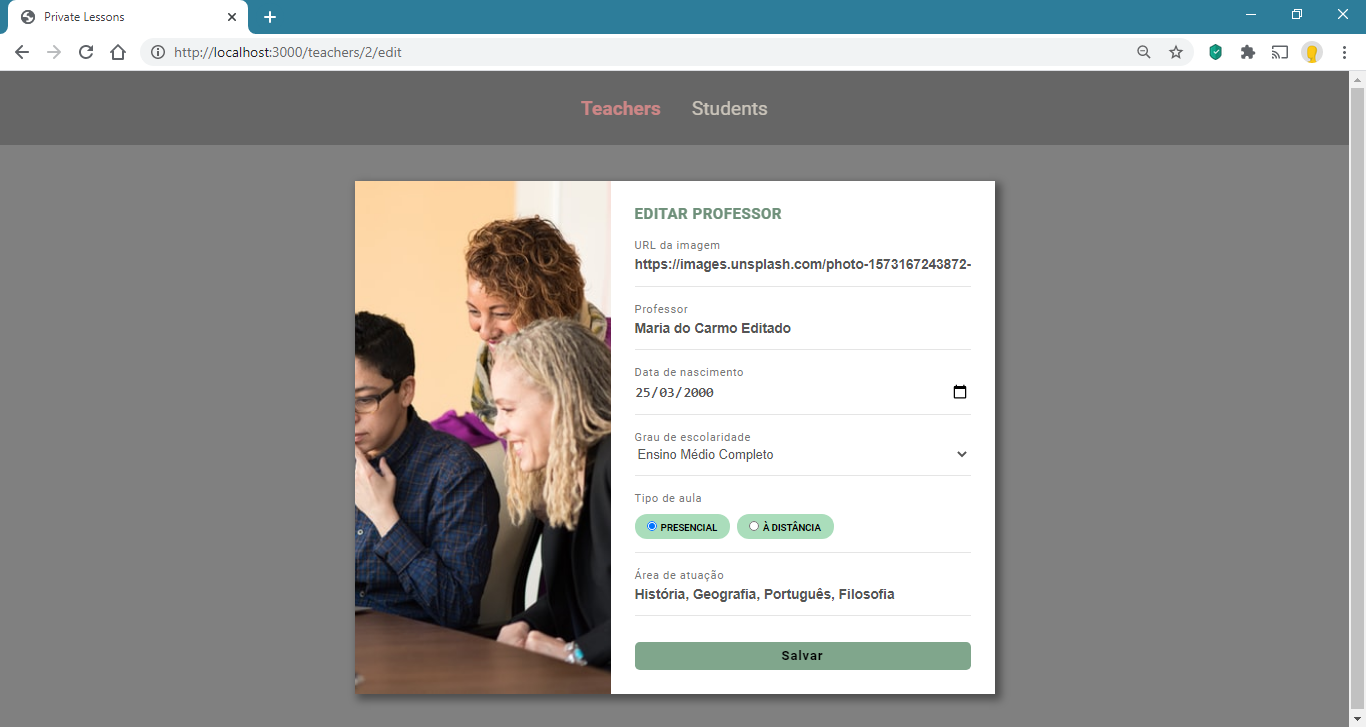 Private Lessons
http://localhost:3000/teachers/2/edit
Teachers Students
EDITAR PROFESSOR
URL da imagem
https://images.unsplash.com/photo-1573167243872-
Professor
Maria do Carmo Editado
Data de nascimento
25/03/2000
Grau de escolaridade
Ensino Médio Completo
Tipo de aula
PRESENCIAL À DISTÂNCIA
Área de atuação
História, Geografia, Português, Filosofia
Salvar